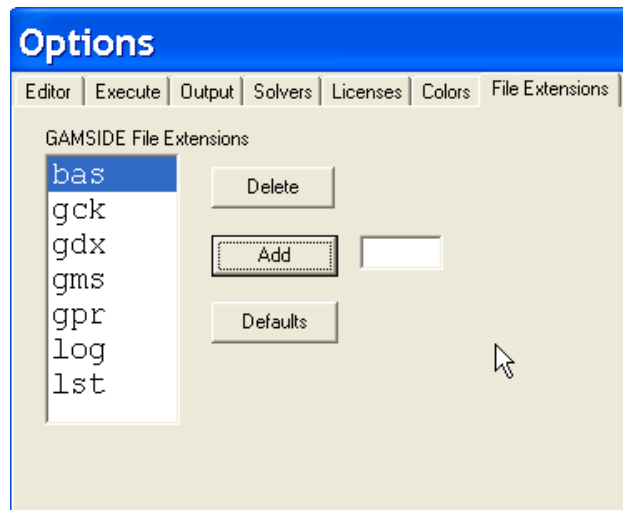 Options
Editor Execute Output Solvers Licenses Colors File Extensions
GAMSIDE File Extensions
bas
Delete
gck
gdx
Add
gms
gpr
Defaults
log
lst